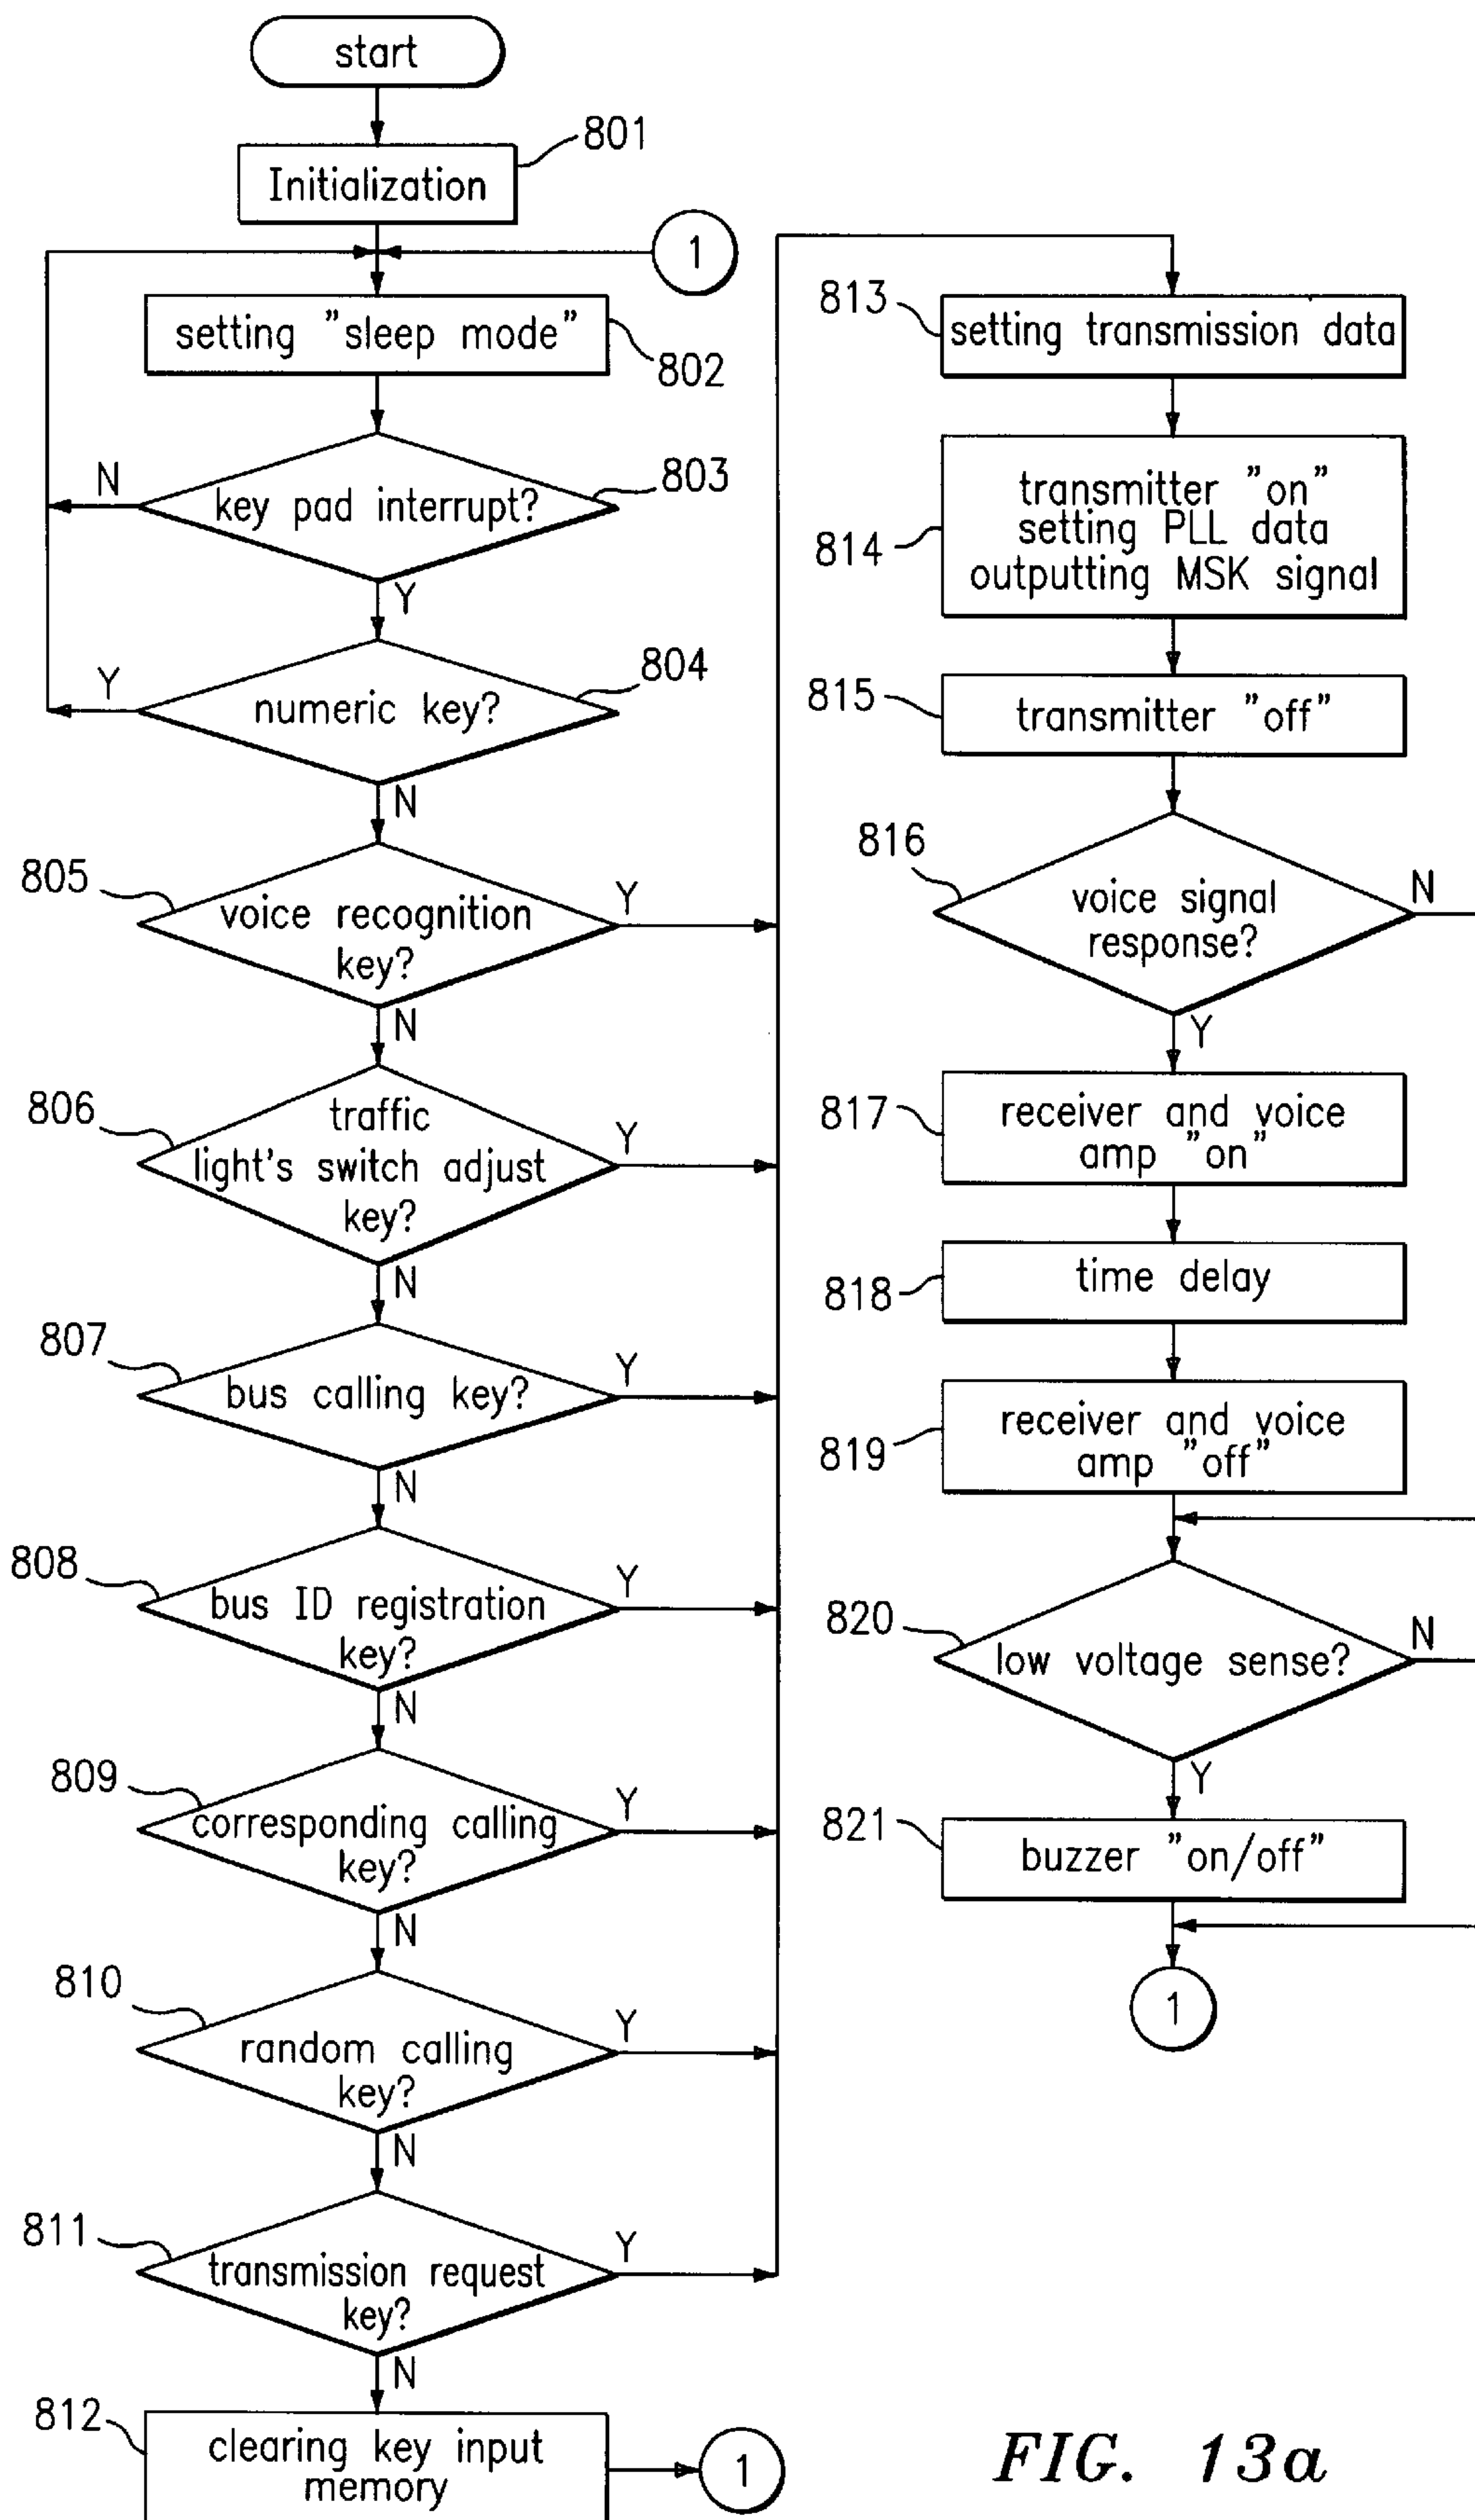 start
801
Initialization
1
setting "sleep mode"
802
N
803
key pad interrupt?
Y
Y
804
numeric key?
N
805
voice recognition
key?
Y
N
806
traffic
light's switch adjust
key?
Y
N
807
bus calling key?
Y
N
808
bus ID registration
key?
Y
N
809
corresponding calling
key?
Y
N
810
random calling
key?
Y
N
811
transmission request
key?
Y
N
812
clearing key input
memory
1
813
setting transmission data
814
transmitter "on"
setting PLL data
outputting MSK signal
815
transmitter "off"
816
voice signal
response?
N
Y
817
receiver and voice
amp "on"
818
time delay
819
receiver and voice
amp "off"
820
low voltage sense?
N
Y
821
buzzer "on/off"
1
FIG. 13a